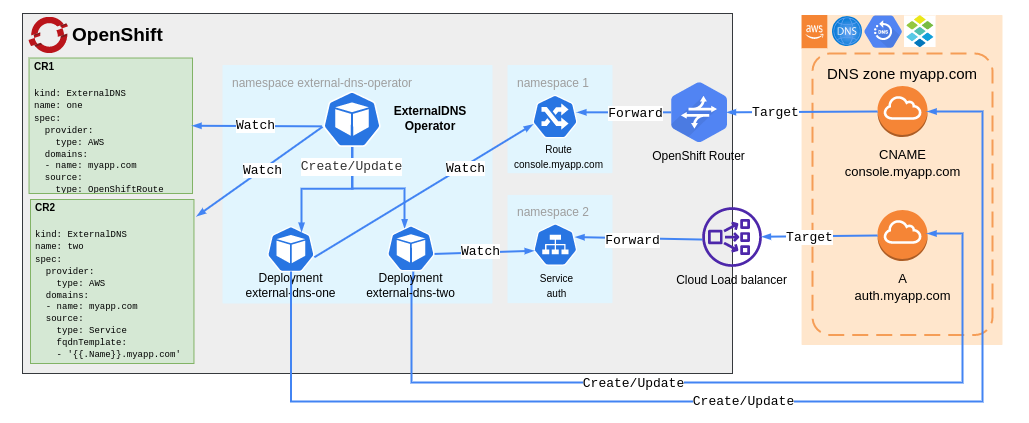 OpenShift
CR1
kind: ExternalDNS
name: one
spec:
provider:
type: AWS
domains:
- name: myapp.com
source:
type: OpenShiftRoute
CR2
kind: ExternalDNS
name: two
spec:
provider:
type: AWS
domains:
- name: myapp.com
source:
type: Service
fqdnTemplate:
- '{{.Name}}.myapp.com'
namespace external-dns-operator
ExternalDNS
Operator
Watch
Watch
Create/Update
Watch
Deployment
external-dns-one
Deployment
external-dns-two
Watch
namespace 1
Route
console.myapp.com
namespace 2
Service
auth
Forward
OpenShift Router
Forward
Cloud Load balancer
Target
Target
aws
DNS
DNS
DNS zone myapp.com
CNAME
console.myapp.com
A
auth.myapp.com
Create/Update
Create/Update